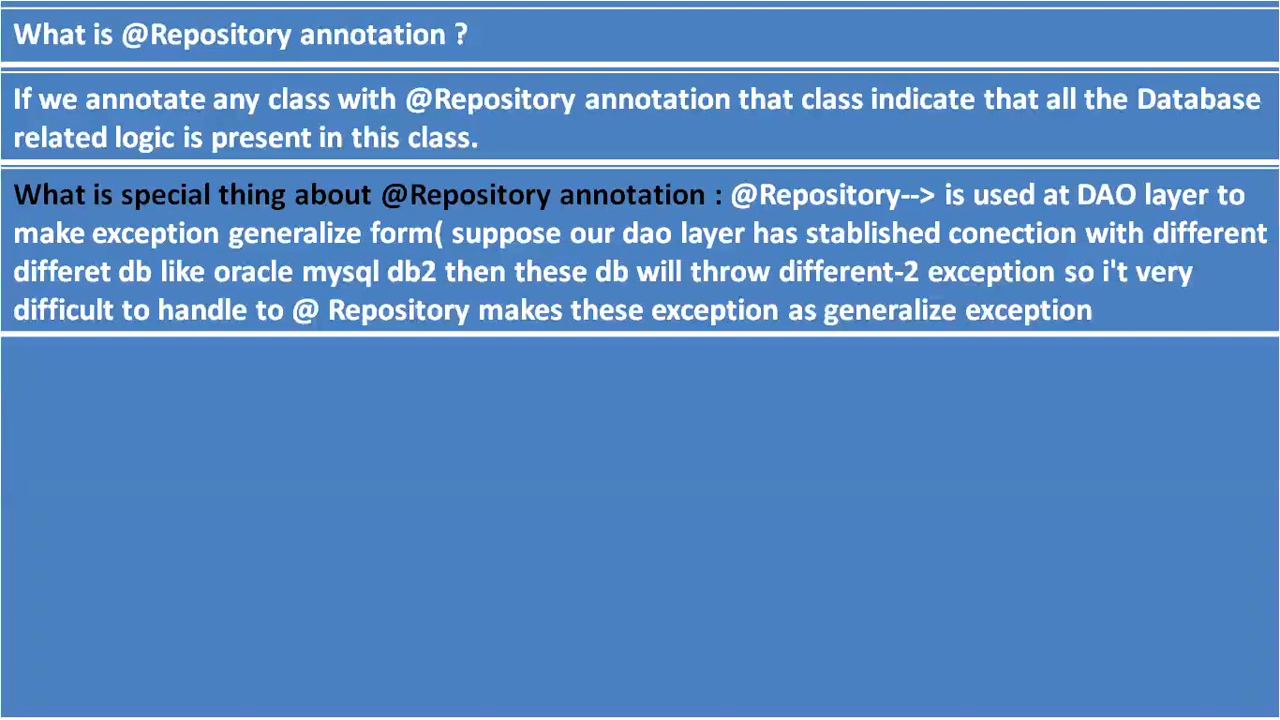 What is @Repository annotation ?
If we annotate any class with @Repository annotation that class indicate that all the Database
related logic is present in this class.
What is special thing about @Repository annotation : @Repository--> is used at DAO layer to
make exception generalize form( suppose our dao layer has stablished conection with different
differet db like oracle mysql db2 then these db will throw different-2 exception so i't very
difficult to handle to @ Repository makes these exception as generalize exception